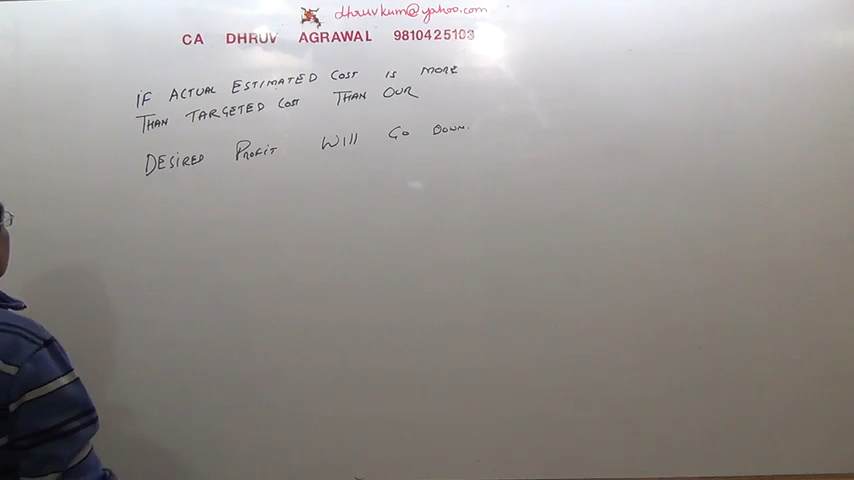 dhruvkum@yahoo.com
CA DHRUV AGRAWAL 9810425103
IF ACTUAL ESTIMATED COST IS MORE
THAN TARGETED COST THAN OUR
DESIRED PROFIT WILL GO DOWN.